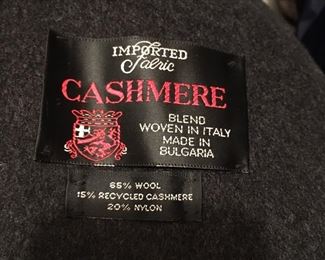 IMPORTED
Fabric
CASHMERE
BLEND
WOVEN IN ITALY
MADE IN
BULGARIA
65% WOOL
15% RECYCLED CASHMERE
20% NYLON